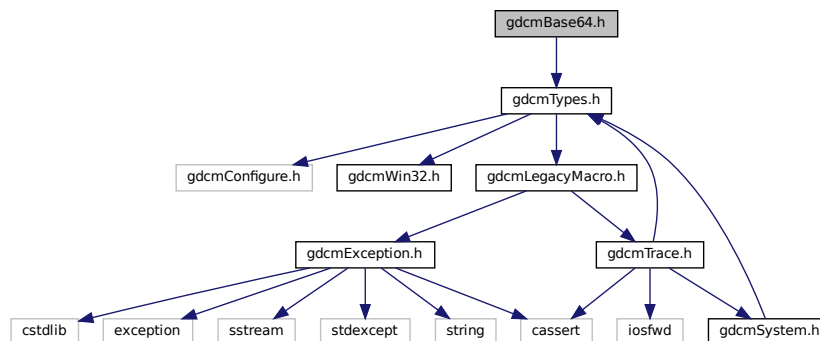 gdcmBase64.h
gdcmTypes.h
gdcmConfigure.h
gdcmWin32.h
gdcmLegacyMacro.h
gdcmException.h
gdcmTrace.h
cstdlib
exception
sstream
stdexcept
string
cassert
iosfwd
gdcmSystem.h